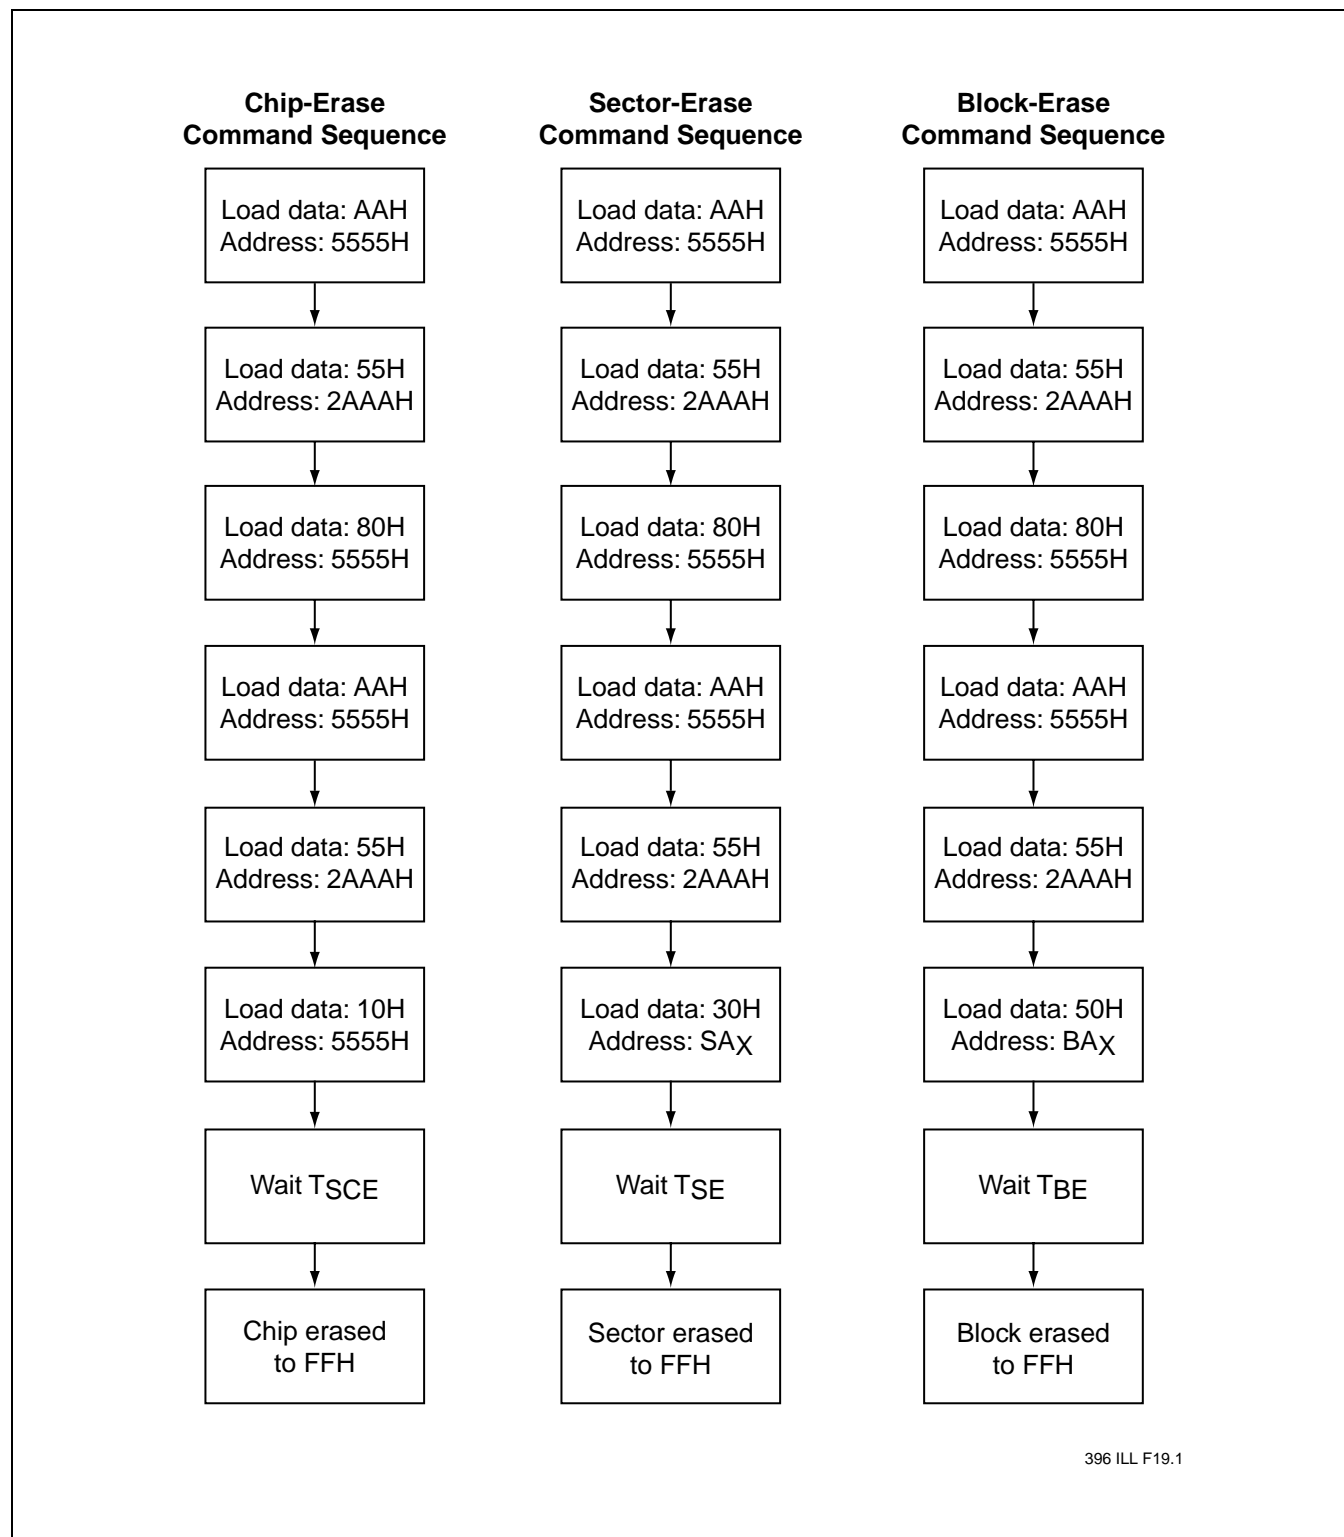 Chip-Erase
Command Sequence
Load data: AAH
Address: 5555H
Load data: 55H
Address: 2AAAH
Load data: 80H
Address: 5555H
Load data: AAH
Address: 5555H
Load data: 55H
Address: 2AAAH
Load data: 10H
Address: 5555H
Wait TSCE
Chip erased
to FFH
Sector-Erase
Command Sequence
Load data: AAH
Address: 5555H
Load data: 55H
Address: 2AAAH
Load data: 80H
Address: 5555H
Load data: AAH
Address: 5555H
Load data: 55H
Address: 2AAAH
Load data: 30H
Address: SAX
Wait TSE
Sector erased
to FFH
Block-Erase
Command Sequence
Load data: AAH
Address: 5555H
Load data: 55H
Address: 2AAAH
Load data: 80H
Address: 5555H
Load data: AAH
Address: 5555H
Load data: 55H
Address: 2AAAH
Load data: 50H
Address: BAX
Wait TBE
Block erased
to FFH
396 ILL F19.1